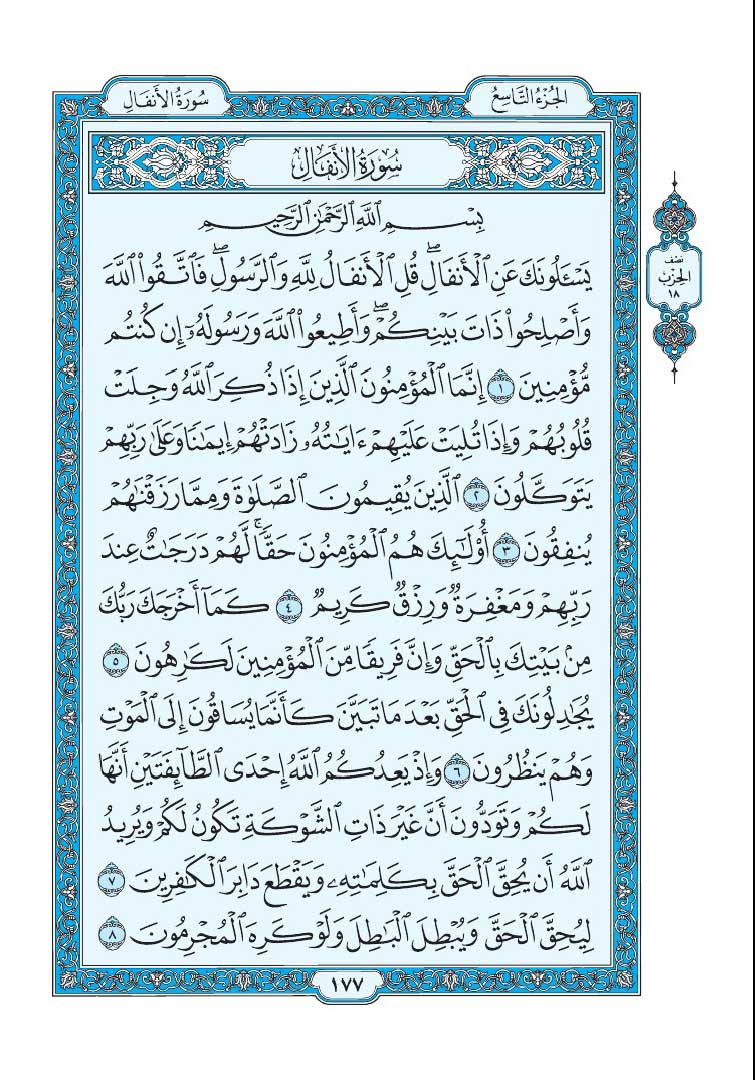 الجُزْءُ التَّاسِعُ
سُورَةُ الأَنفَالِ
سُورَةُ الأَنفَالِ
بِسْمِ ٱللَّهِ ٱلرَّحْمَٰنِ ٱلرَّحِيمِ
يَسْـَٔلُونَكَ عَنِ ٱلْأَنفَالِۖ قُلِ ٱلْأَنفَالُ لِلَّهِ وَٱلرَّسُولِۖ فَٱتَّقُوا۟ ٱللَّهَ
وَأَصْلِحُوا۟ ذَاتَ بَيْنِكُمْۖ وَأَطِيعُوا۟ ٱللَّهَ وَرَسُولَهُۥٓ إِن كُنتُم
مُّؤْمِنِينَ ١ إِنَّمَا ٱلْمُؤْمِنُونَ ٱلَّذِينَ إِذَا ذُكِرَ ٱللَّهُ وَجِلَتْ
قُلُوبُهُمْ وَإِذَا تُلِيَتْ عَلَيْهِمْ ءَايَٰتُهُۥ زَادَتْهُمْ إِيمَٰنًا وَعَلَىٰ رَبِّهِمْ
يَتَوَكَّلُونَ ٢ ٱلَّذِينَ يُقِيمُونَ ٱلصَّلَوٰةَ وَمِمَّا رَزَقْنَٰهُمْ
يُنفِقُونَ ٣ أُو۟لَٰٓئِكَ هُمُ ٱلْمُؤْمِنُونَ حَقًّاۚ لَّهُمْ دَرَجَٰتٌ عِندَ
رَبِّهِمْ وَمَغْفِرَةٌ وَرِزْقٌ كَرِيمٌ ٤ كَمَآ أَخْرَجَكَ رَبُّكَ
مِنۢ بَيْتِكَ بِٱلْحَقِّ وَإِنَّ فَرِيقًا مِّنَ ٱلْمُؤْمِنِينَ لَكَٰرِهُونَ ٥
يُجَٰدِلُونَكَ فِى ٱلْحَقِّ بَعْدَ مَا تَبَيَّنَ كَأَنَّمَا يُسَاقُونَ إِلَى ٱلْمَوْتِ
وَهُمْ يَنظُرُونَ ٦ وَإِذْ يَعِدُكُمُ ٱللَّهُ إِحْدَى ٱلطَّآئِفَتَيْنِ أَنَّهَا
لَكُمْ وَتَوَدُّونَ أَنَّ غَيْرَ ذَاتِ ٱلشَّوْكَةِ تَكُونُ لَكُمْ وَيُرِيدُ
ٱللَّهُ أَن يُحِقَّ ٱلْحَقَّ بِكَلِمَٰتِهِۦ وَيَقْطَعَ دَابِرَ ٱلْكَٰفِرِينَ ٧
لِيُحِقَّ ٱلْحَقَّ وَيُبْطِلَ ٱلْبَٰطِلَ وَلَوْ كَرِهَ ٱلْمُجْرِمُونَ ٨
نصف
الحِزْب
١٨
١٧٧